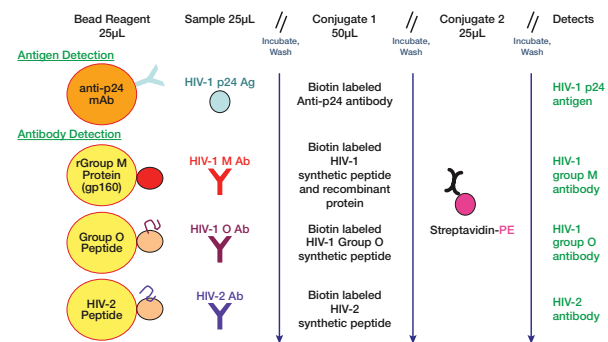 Bead Reagent
25µL
Sample 25µL
Conjugate 1
50µL
Conjugate 2
25µL
Detects
Incubate,
Wash
Incubate,
Wash
Incubate,
Wash
Antigen Detection
anti-p24
mAb
HIV-1 p24 Ag
Biotin labeled
Anti-p24 antibody
HIV-1 p24
antigen
Antibody Detection
rGroup M
Protein
(gp160)
HIV-1 M Ab
Biotin labeled
HIV-1
synthetic peptide
and recombinant
protein
HIV-1
group M
antibody
Streptavidin-PE
Group O
Peptide
HIV-1 O Ab
Biotin labeled
HIV-1 Group O
synthetic peptide
HIV-1
group O
antibody
HIV-2
Peptide
HIV-2 Ab
Biotin labeled
HIV-2
synthetic peptide
HIV-2
antibody